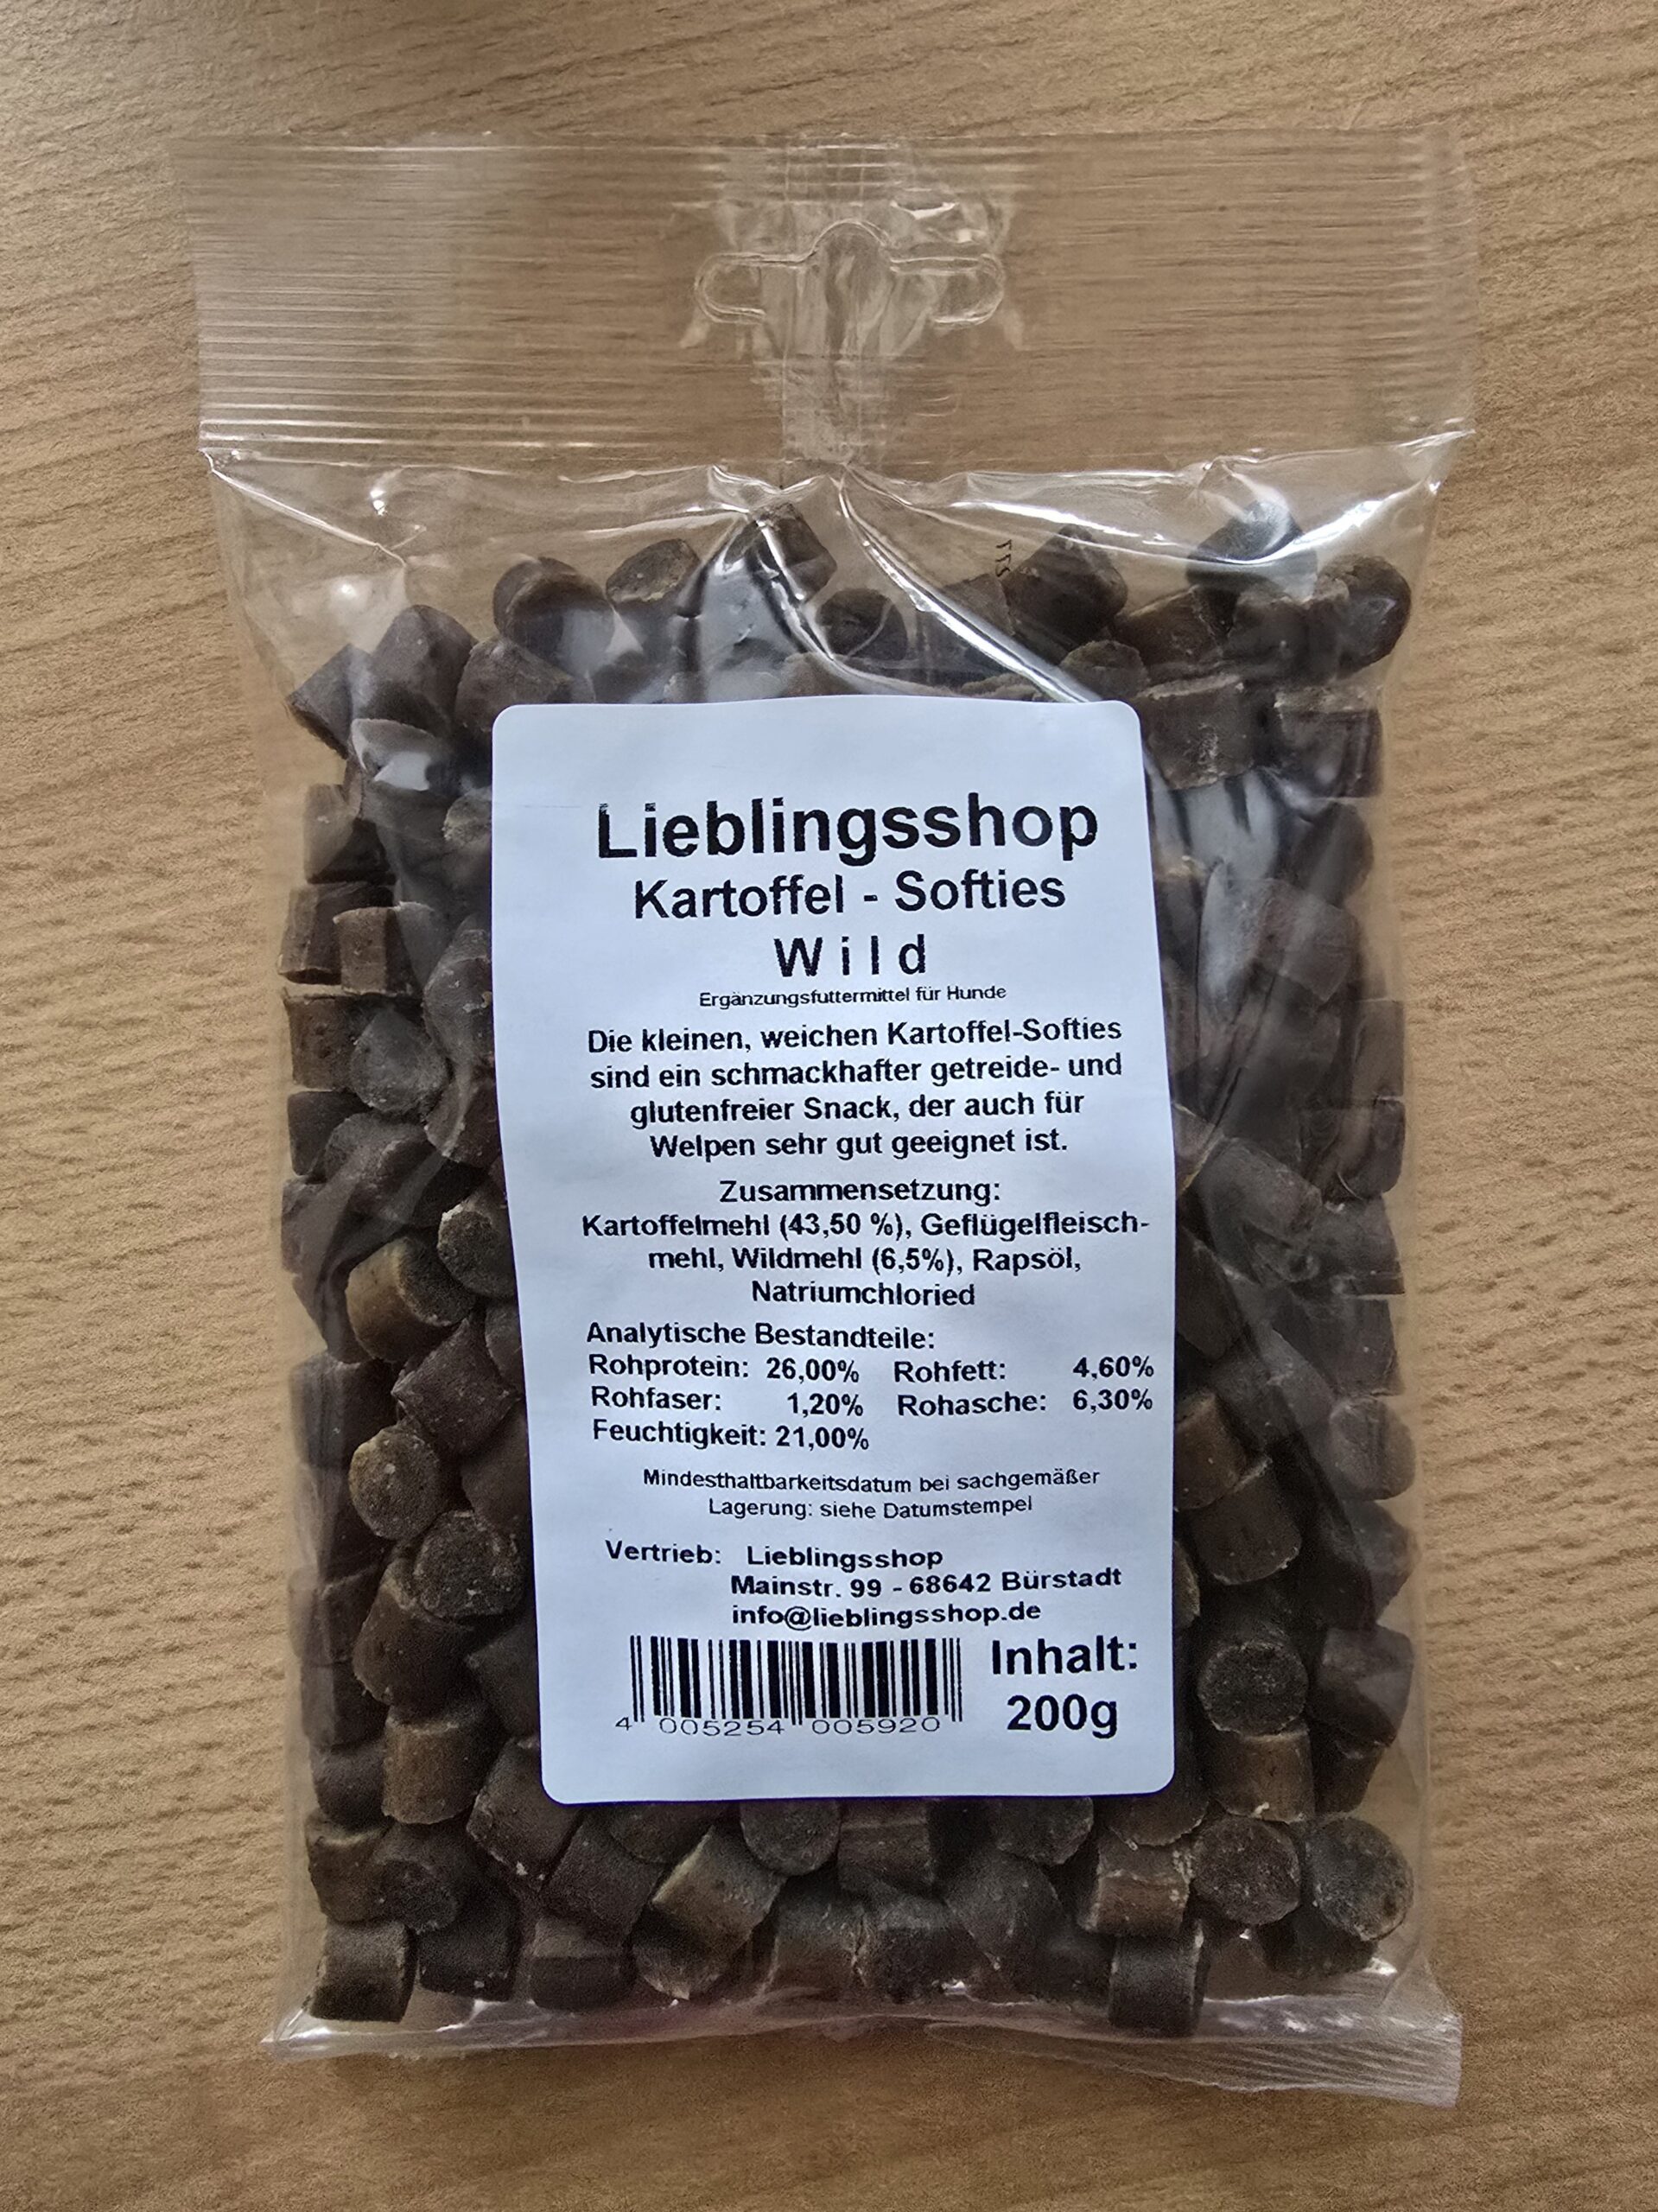 Lieblingsshop
Kartoffel - Softies
Wild
Ergänzungsfuttermittel für Hunde
Die kleinen, weichen Kartoffel-Softies
sind ein schmackhafter getreide- und
glutenfreier Snack, der auch für
Welpen sehr gut geeignet ist.
Zusammensetzung:
Kartoffelmehl (43,50 %), Geflügelfleisch-
mehl, Wildmehl (6,5%), Rapsöl,
Natriumchloried
Analytische Bestandteile:
Rohprotein: 26,00% Rohfett: 4,60%
Rohfaser: 1,20% Rohasche: 6,30%
Feuchtigkeit: 21,00%
Mindesthaltbarkeitsdatum bei sachgemäßer
Lagerung: siehe Datumstempel
Vertrieb: Lieblingsshop
Mainstr. 99 - 68642 Bürstadt
info@lieblingsshop.de
Inhalt:
200g
4 005254 005920